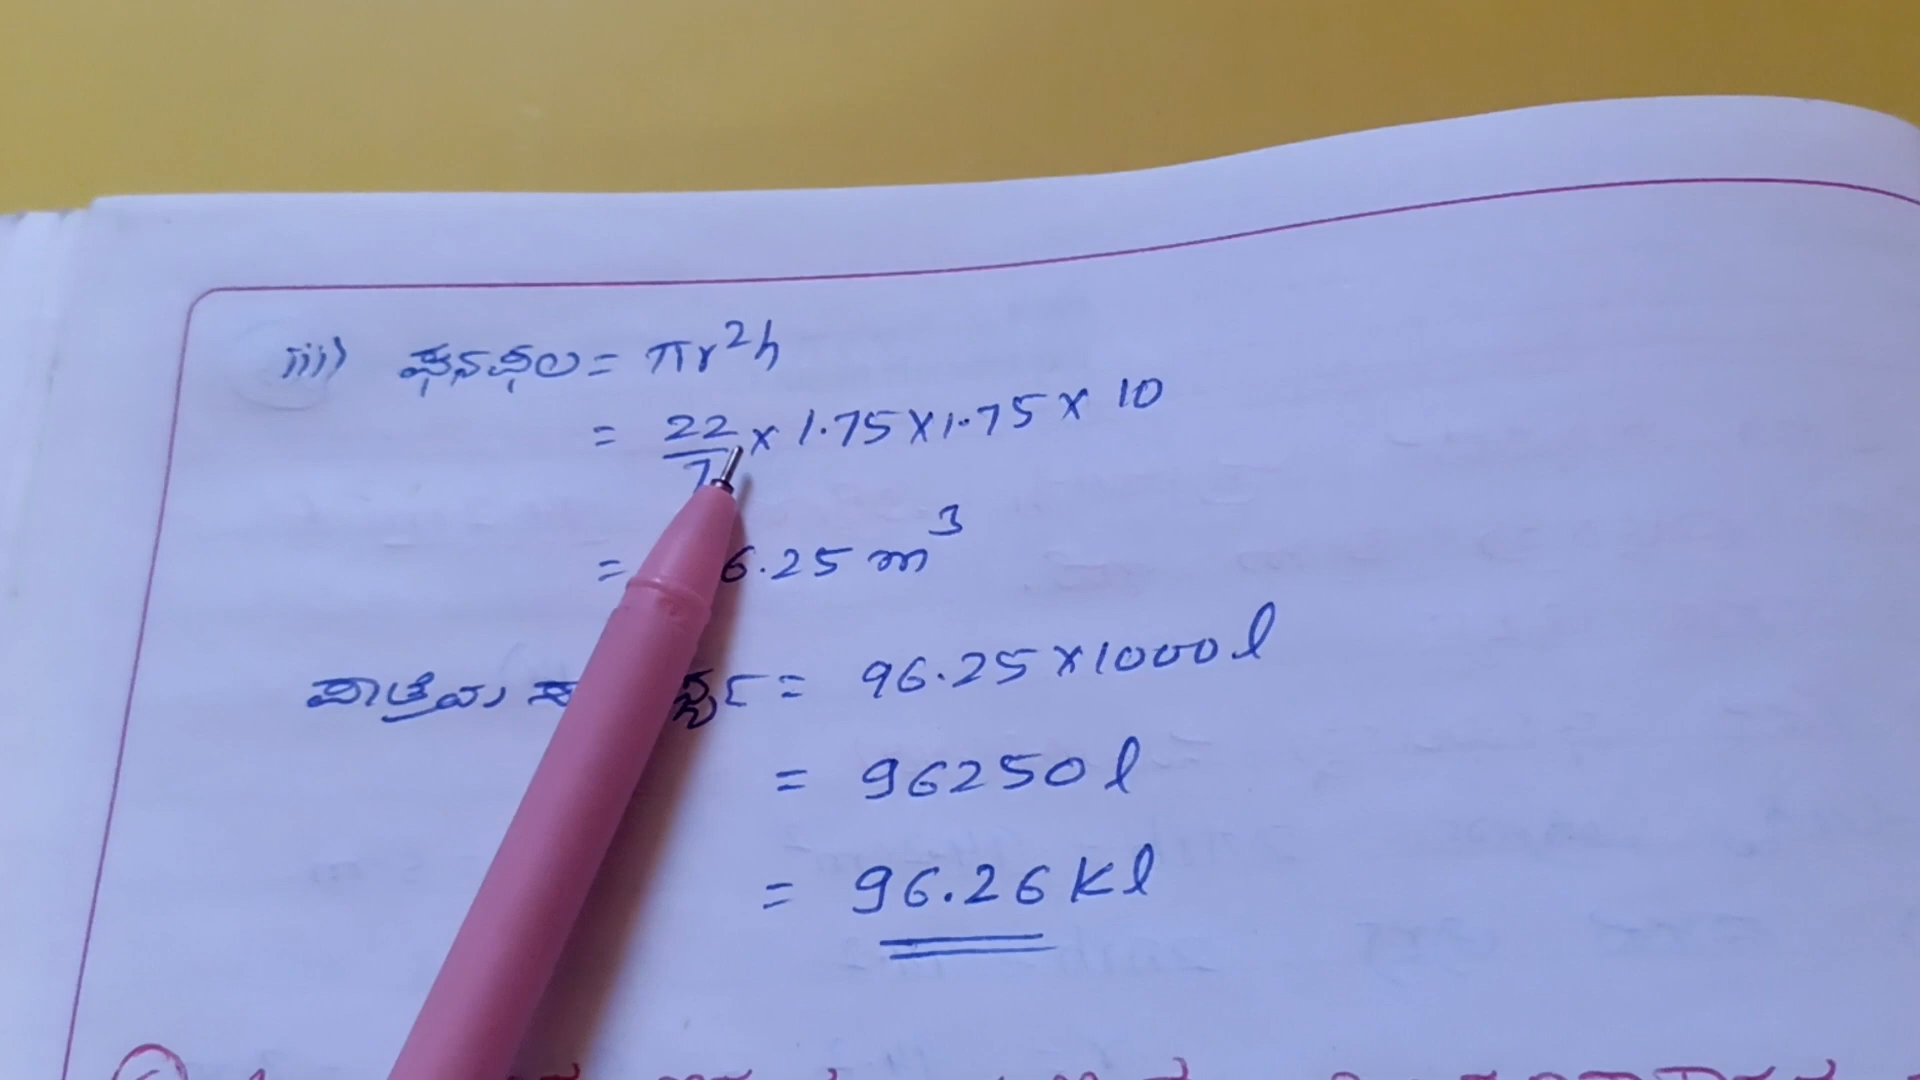 iii) ಘನಫಲ = πr²h
= 22/7 × 1.75 × 1.75 × 10
= 6.25 m³
ಪಾತ್ರೆಯ = 96.25 × 1000 l
= 96250 l
= 96.26 Kl